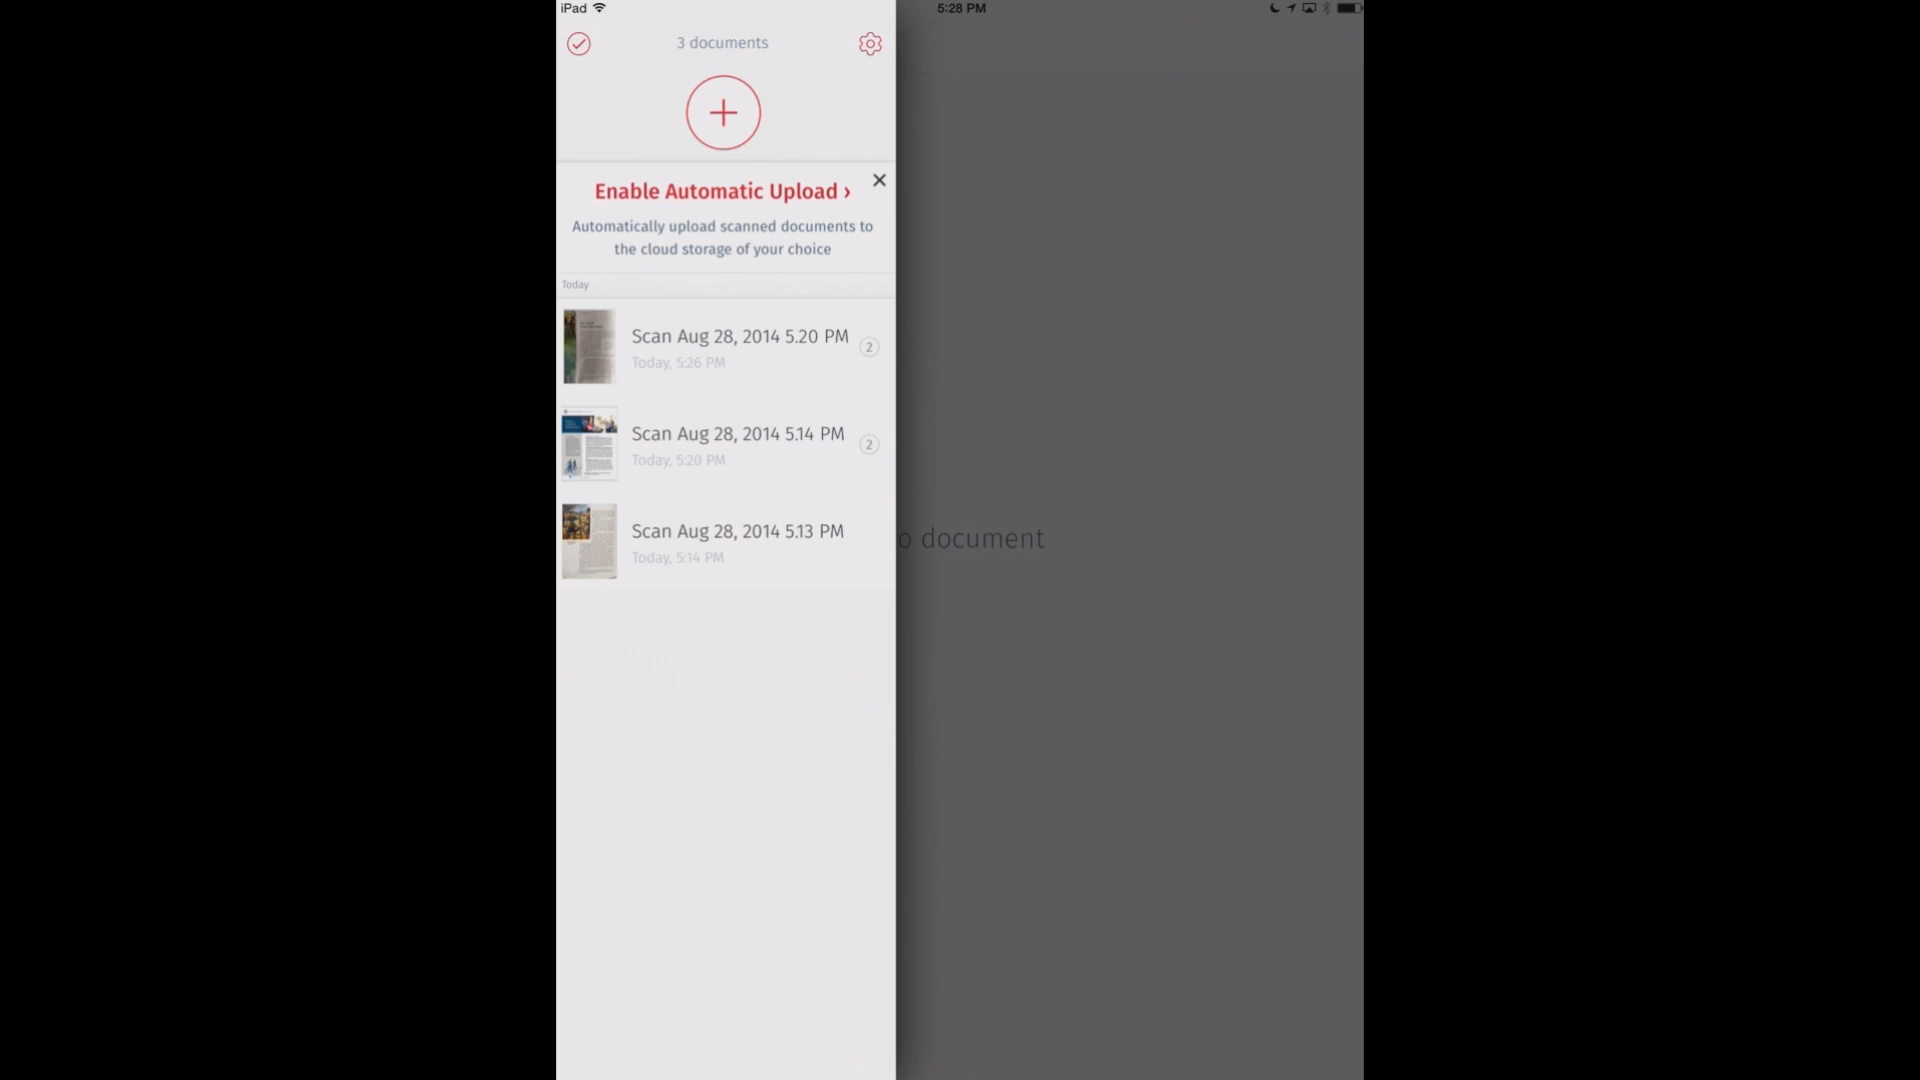 iPad
5:28 PM
3 documents
Enable Automatic Upload ›
Automatically upload scanned documents to
the cloud storage of your choice
Today
Scan Aug 28, 2014 5.20 PM
2
Today, 5:26 PM
Scan Aug 28, 2014 5.14 PM
2
Today, 5:20 PM
Scan Aug 28, 2014 5.13 PM
Today, 5:14 PM
o document